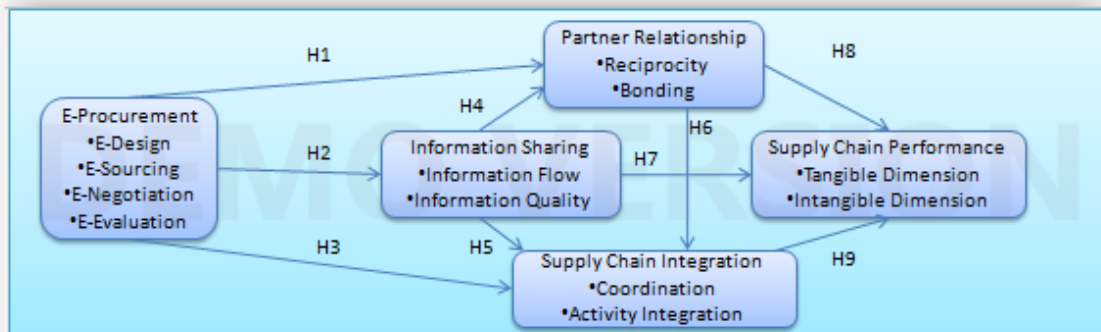 Partner Relationship
•Reciprocity
•Bonding
H1
H8
H4
H6
E-Procurement
•E-Design
•E-Sourcing
•E-Negotiation
•E-Evaluation
H2
Information Sharing
•Information Flow
•Information Quality
H7
Supply Chain Performance
•Tangible Dimension
•Intangible Dimension
H3
H5
Supply Chain Integration
•Coordination
•Activity Integration
H9
DEMO VERSION